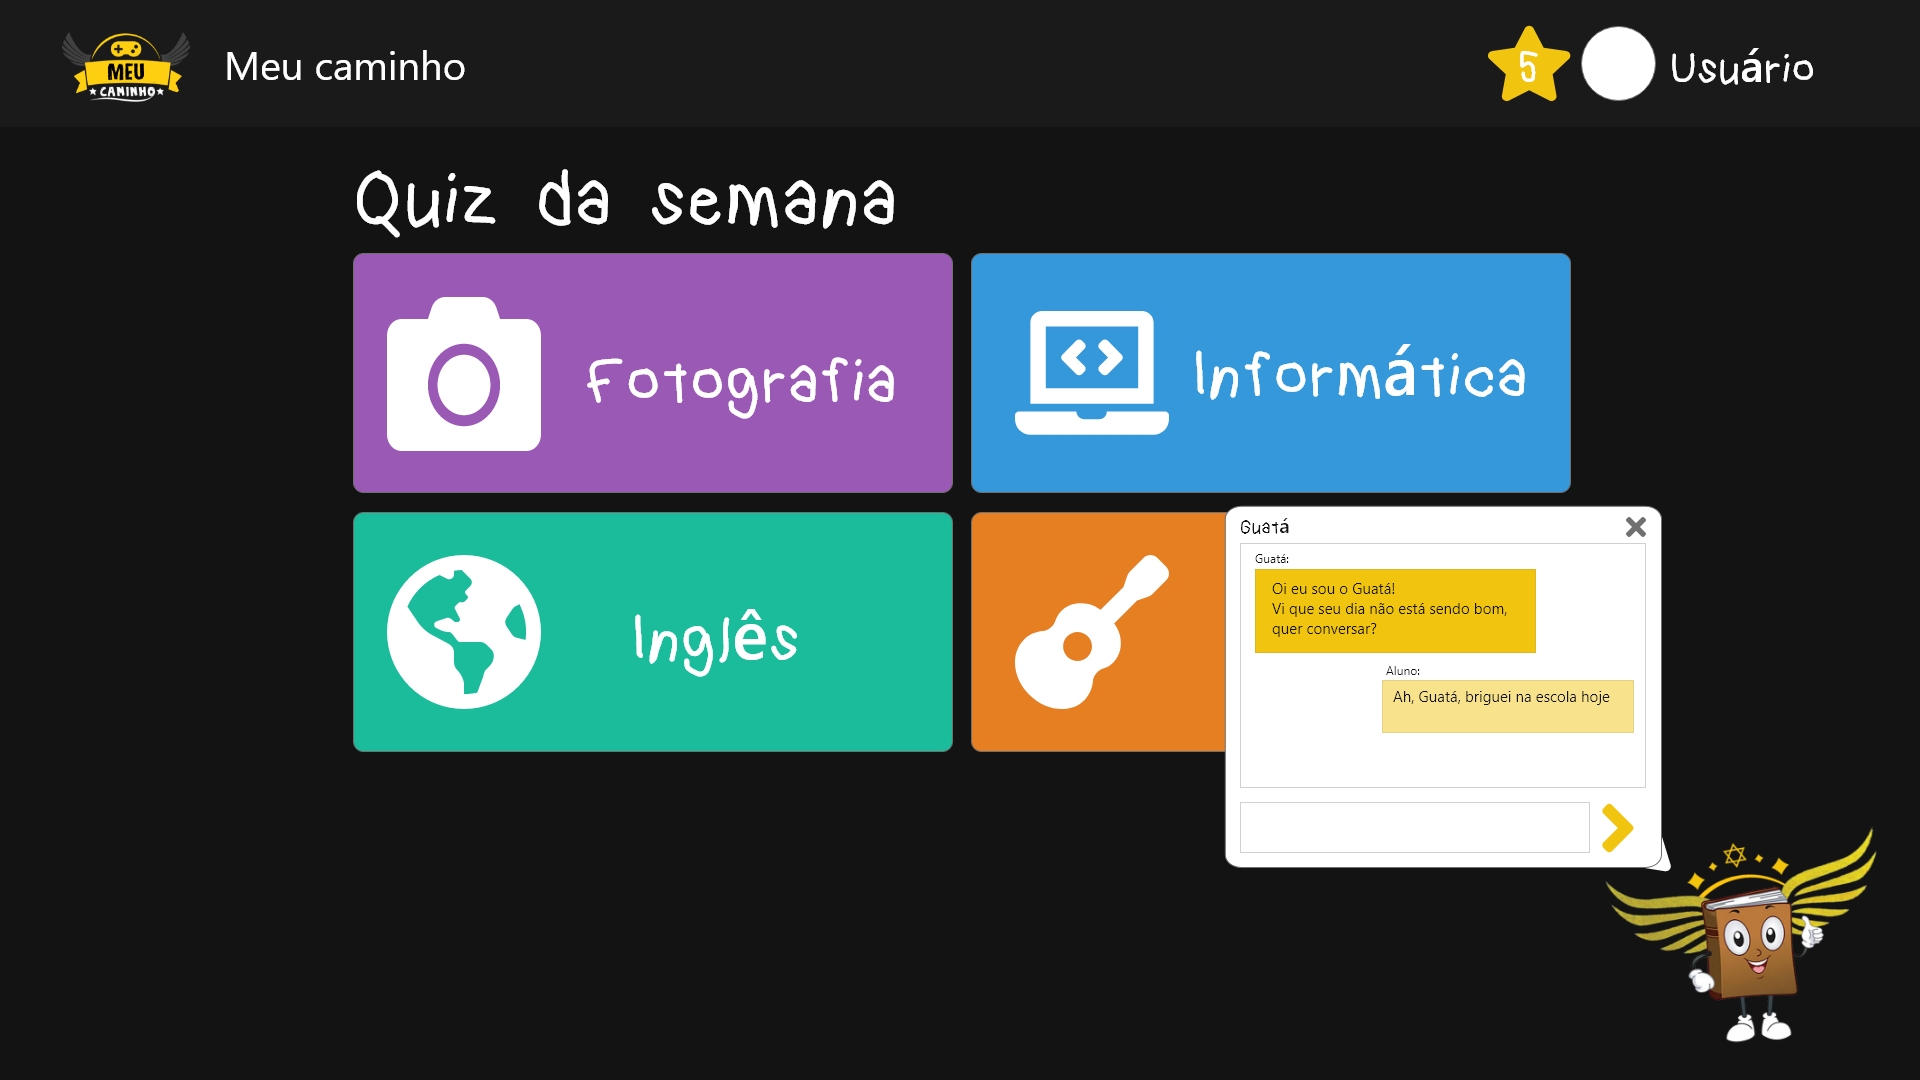 MEU
CAMINHO
Meu caminho
5
Usuário
Quiz da semana
Fotografia
Informática
Inglês
Guatá
Guatá:
Oi eu sou o Guatá!
Vi que seu dia não está sendo bom,
quer conversar?
Aluno:
Ah, Guatá, briguei na escola hoje